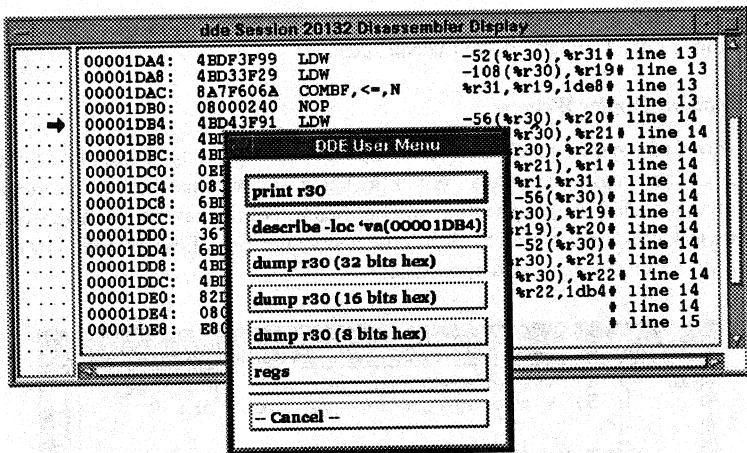 dde Session 20132 Disassembler Display
00001DA4: 4BDF3F99 LDW -52(%r30),%r31# line 13
00001DA8: 4BD33F29 LDW -108(%r30),%r19# line 13
00001DAC: 8A7F606A COMBF,<=,N %r31,%r19,1de8# line 13
00001DB0: 08000240 NOP # line 13
00001DB4: 4BD43F91 LDW -56(%r30),%r20# line 14
00001DB8: 4BD %r30),%r21# line 14
00001DBC: 4BD r30),%r22# line 14
00001DC0: 0EB %r21),%r1# line 14
00001DC4: 083 %r1,%r31 # line 14
00001DC8: 6BD -56(%r30)# line 14
00001DCC: 4BD r30),%r19# line 14
00001DD0: 367 r19),%r20# line 14
00001DD4: 6BD -52(%r30)# line 14
00001DD8: 4BD r30),%r21# line 14
00001DDC: 4BD %r30),%r22# line 14
00001DE0: 82D %r22,1db4# line 14
00001DE4: 080 # line 14
00001DE8: E80 # line 15
DDE User Menu
print r30
describe -loc 'va(00001DB4)
dump r30 (32 bits hex)
dump r30 (16 bits hex)
dump r30 (8 bits hex)
regs
-- Cancel --